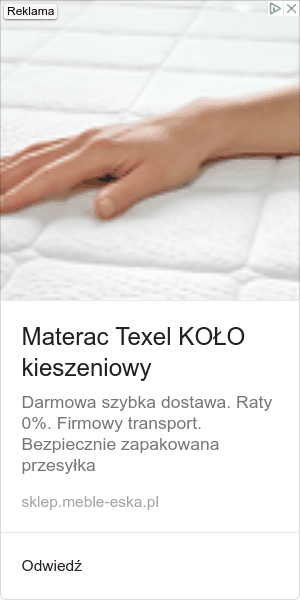 Reklama
Materac Texel KOŁO
kieszeniowy
Darmowa szybka dostawa. Raty
0%. Firmowy transport.
Bezpiecznie zapakowana
przesyłka
sklep.meble-eska.pl
Odwiedź